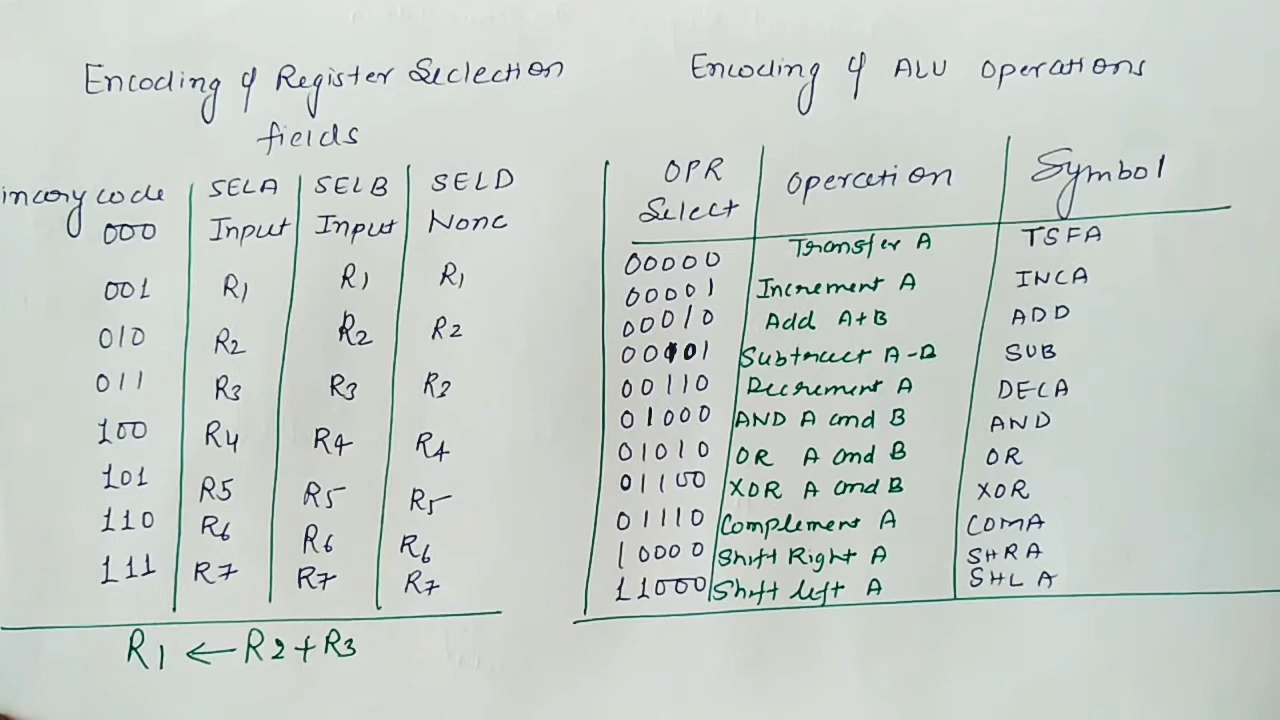 Encoding of Register Selection
fields
inary code SELA SELB SELD
000 Input Input None
001 R1 R1 R1
010 R2 R2 R2
011 R3 R3 R3
100 R4 R4 R4
101 R5 R5 R5
110 R6 R6 R6
111 R7 R7 R7
R1 ← R2 + R3
Encoding of ALU Operations
OPR Select Operation Symbol
00000 Transfer A TSFA
00001 Increment A INCA
00010 Add A+B ADD
00101 Subtract A-B SUB
00110 Decrement A DECA
01000 AND A and B AND
01010 OR A and B OR
01100 XOR A and B XOR
01110 Complement A COMA
10000 Shift Right A SHRA
11000 Shift left A SHLA